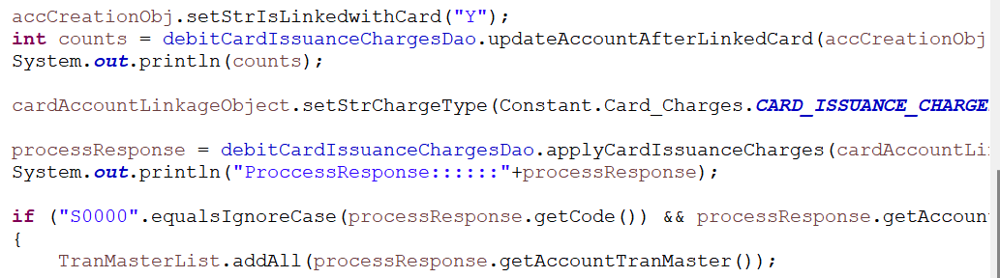 accCreationObj.setStrIsLinkedwithCard("Y");
int counts = debitCardIssuanceChargesDao.updateAccountAfterLinkedCard(accCreationObj
System.out.println(counts);
cardAccountLinkageObject.setStrChargeType(Constant.Card_Charges.CARD_ISSUANCE_CHARGE
processResponse = debitCardIssuanceChargesDao.applyCardIssuanceCharges(cardAccountLi
System.out.println("ProccessResponse::::::"+processResponse);
if ("S0000".equalsIgnoreCase(processResponse.getCode()) && processResponse.getAccoun
{
TranMasterList.addAll(processResponse.getAccountTranMaster());